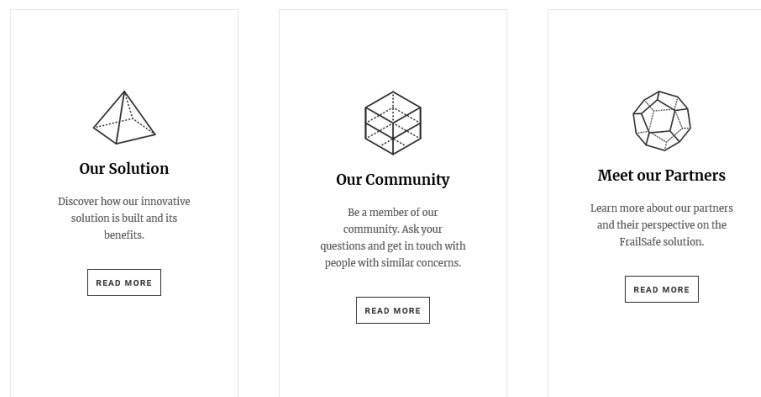 Our Solution
Discover how our innovative
solution is built and its
benefits.
READ MORE
Our Community
Be a member of our
community. Ask your
questions and get in touch with
people with similar concerns.
READ MORE
Meet our Partners
Learn more about our partners
and their perspective on the
FrailSafe solution.
READ MORE